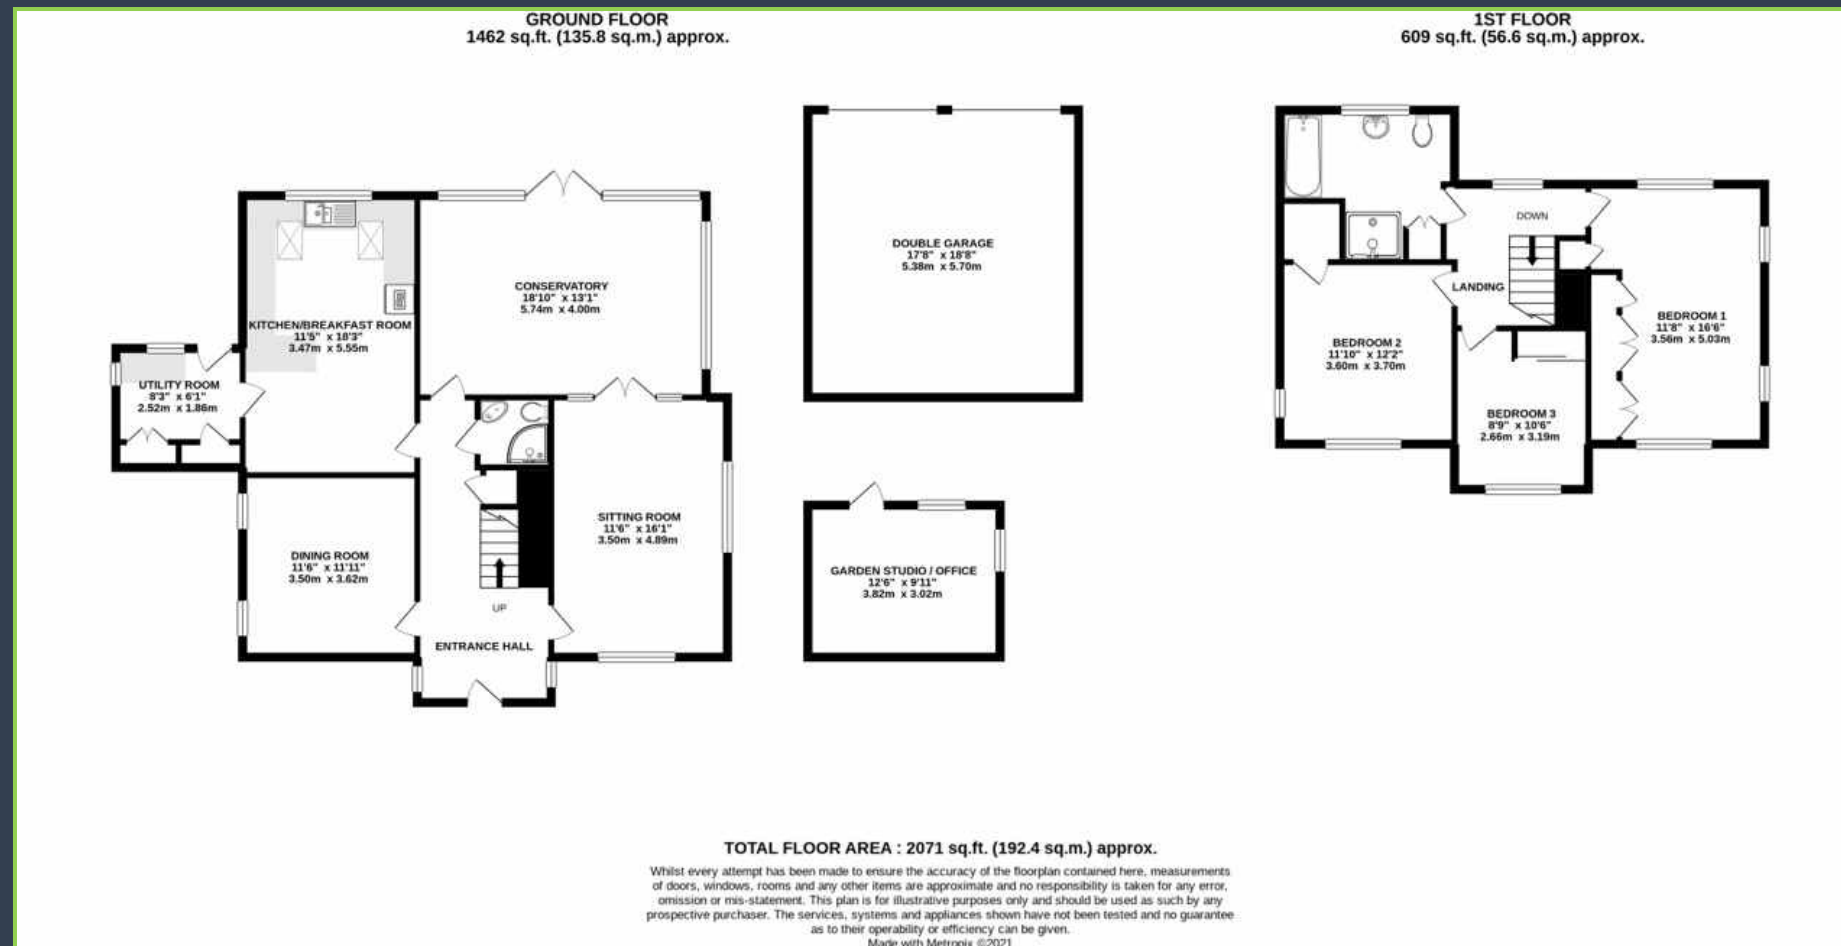 GROUND FLOOR
1462 sq.ft. (135.8 sq.m.) approx.
1ST FLOOR
609 sq.ft. (56.6 sq.m.) approx.
DOUBLE GARAGE
17'8" x 18'8"
5.38m x 5.70m
CONSERVATORY
18'10" x 13'1"
5.74m x 4.00m
KITCHEN/BREAKFAST ROOM
11'5" x 18'3"
3.47m x 5.55m
UTILITY ROOM
8'3" x 6'1"
2.52m x 1.86m
SITTING ROOM
11'6" x 16'1"
3.50m x 4.89m
DINING ROOM
11'6" x 11'11"
3.50m x 3.62m
UP
ENTRANCE HALL
GARDEN STUDIO / OFFICE
12'6" x 9'11"
3.82m x 3.02m
DOWN
LANDING
BEDROOM 1
11'8" x 16'6"
3.56m x 5.03m
BEDROOM 2
11'10" x 12'2"
3.60m x 3.70m
BEDROOM 3
8'9" x 10'6"
2.66m x 3.19m
TOTAL FLOOR AREA : 2071 sq.ft. (192.4 sq.m.) approx.
Whilst every attempt has been made to ensure the accuracy of the floorplan contained here, measurements
of doors, windows, rooms and any other items are approximate and no responsibility is taken for any error,
omission or mis-statement. This plan is for illustrative purposes only and should be used as such by any
prospective purchaser. The services, systems and appliances shown have not been tested and no guarantee
as to their operability or efficiency can be given.
Made with Metropix ©2021